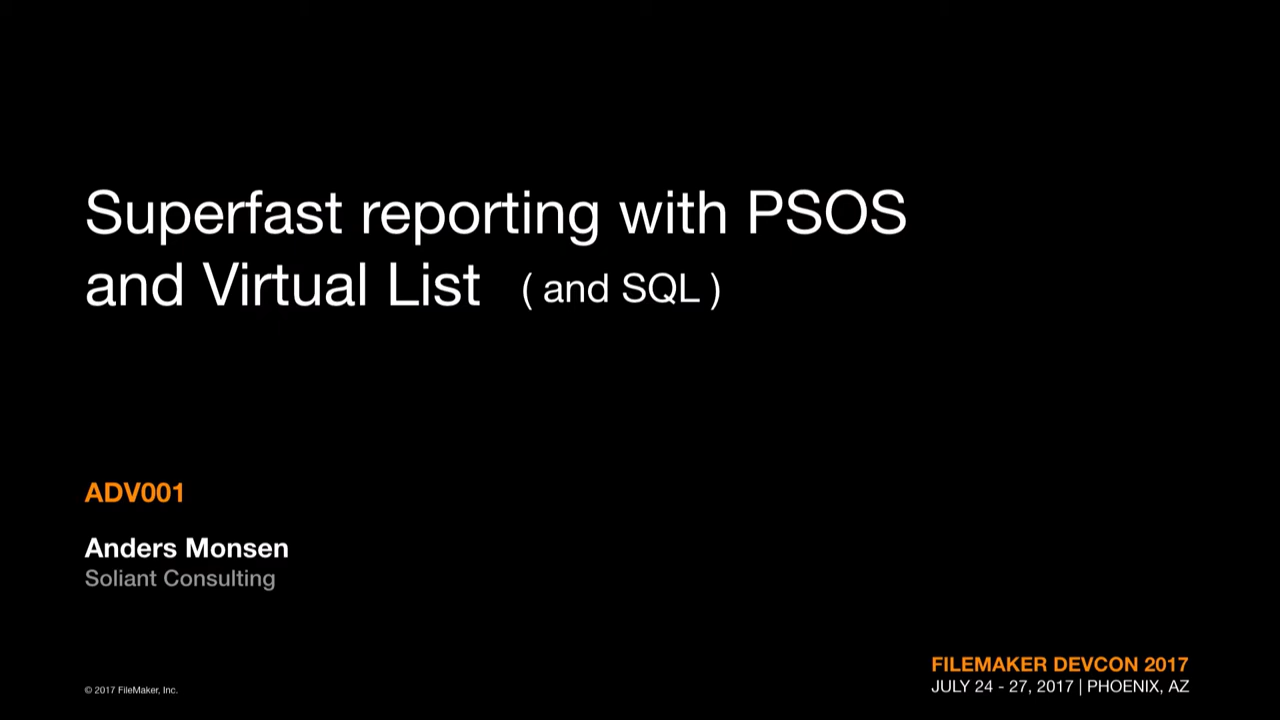 Superfast reporting with PSOS
and Virtual List ( and SQL )
ADV001
Anders Monsen
Soliant Consulting
© 2017 FileMaker, Inc.
FILEMAKER DEVCON 2017
JULY 24 - 27, 2017 | PHOENIX, AZ